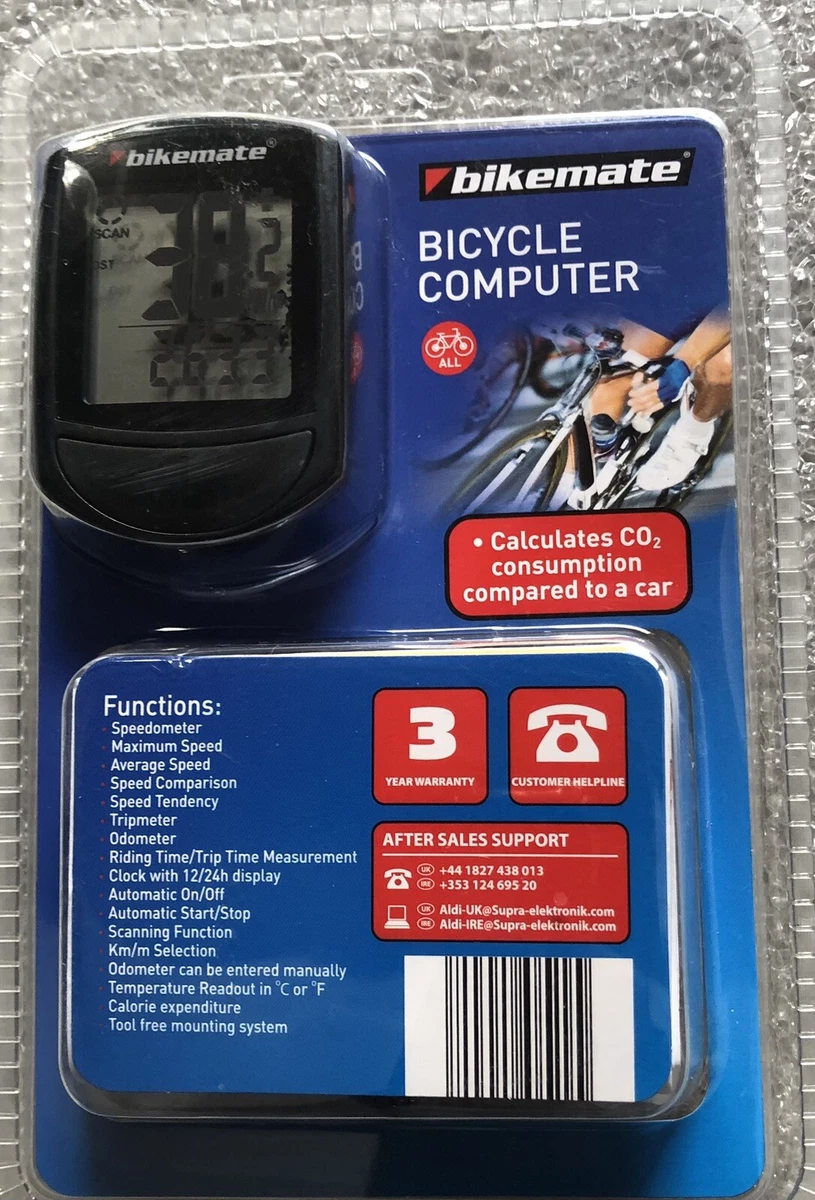 bikemate®
SCAN
bikemate®
BICYCLE
COMPUTER
ALL
• Calculates CO₂
consumption
compared to a car
Functions:
Speedometer
Maximum Speed
Average Speed
Speed Comparison
Speed Tendency
Tripmeter
Odometer
Riding Time/Trip Time Measurement
Clock with 12/24h display
Automatic On/Off
Automatic Start/Stop
Scanning Function
Km/m Selection
Odometer can be entered manually
Temperature Readout in °C or °F
Calorie expenditure
Tool free mounting system
3
YEAR WARRANTY
CUSTOMER HELPLINE
AFTER SALES SUPPORT
UK +44 1827 438 013
IRE +353 124 695 20
UK Aldi-UK@Supra-elektronik.com
IRE Aldi-IRE@Supra-elektronik.com